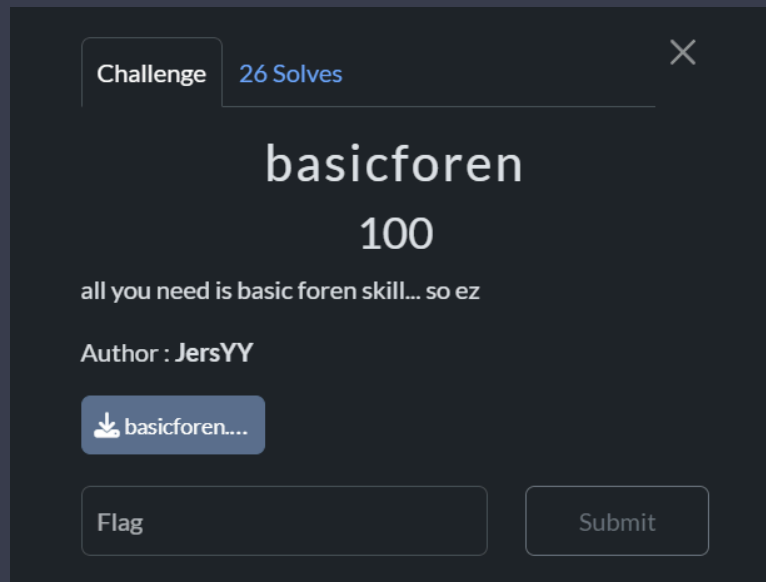 Challenge
26 Solves
basicforen
100
all you need is basic foren skill... so ez
Author : JersYY
basicforen....
Flag
Submit